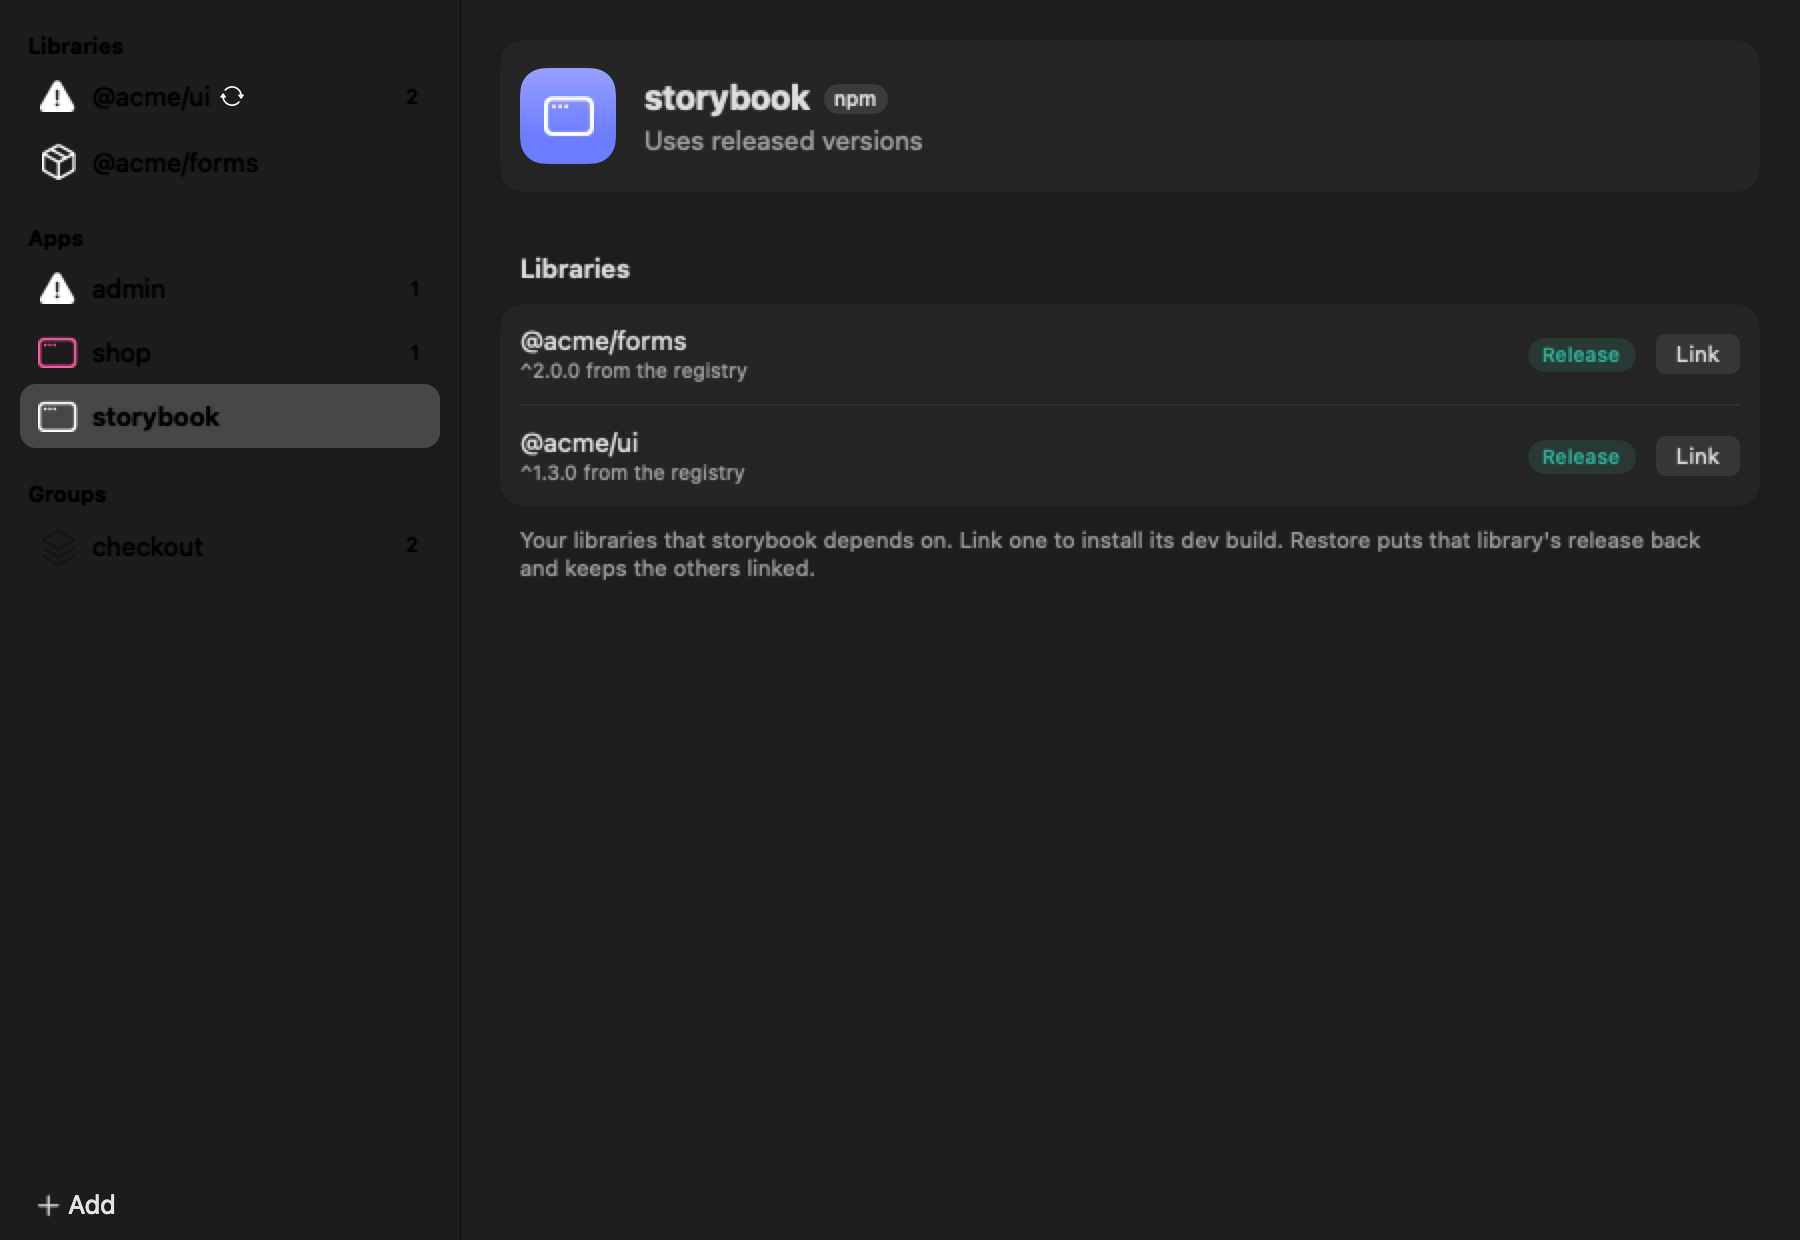 Libraries
@acme/ui 2
@acme/forms
Apps
admin 1
shop 1
storybook
Groups
checkout 2
+ Add
storybook npm
Uses released versions
Libraries
@acme/forms
^2.0.0 from the registry
Release Link
@acme/ui
^1.3.0 from the registry
Release Link
Your libraries that storybook depends on. Link one to install its dev build. Restore puts that library's release back
and keeps the others linked.